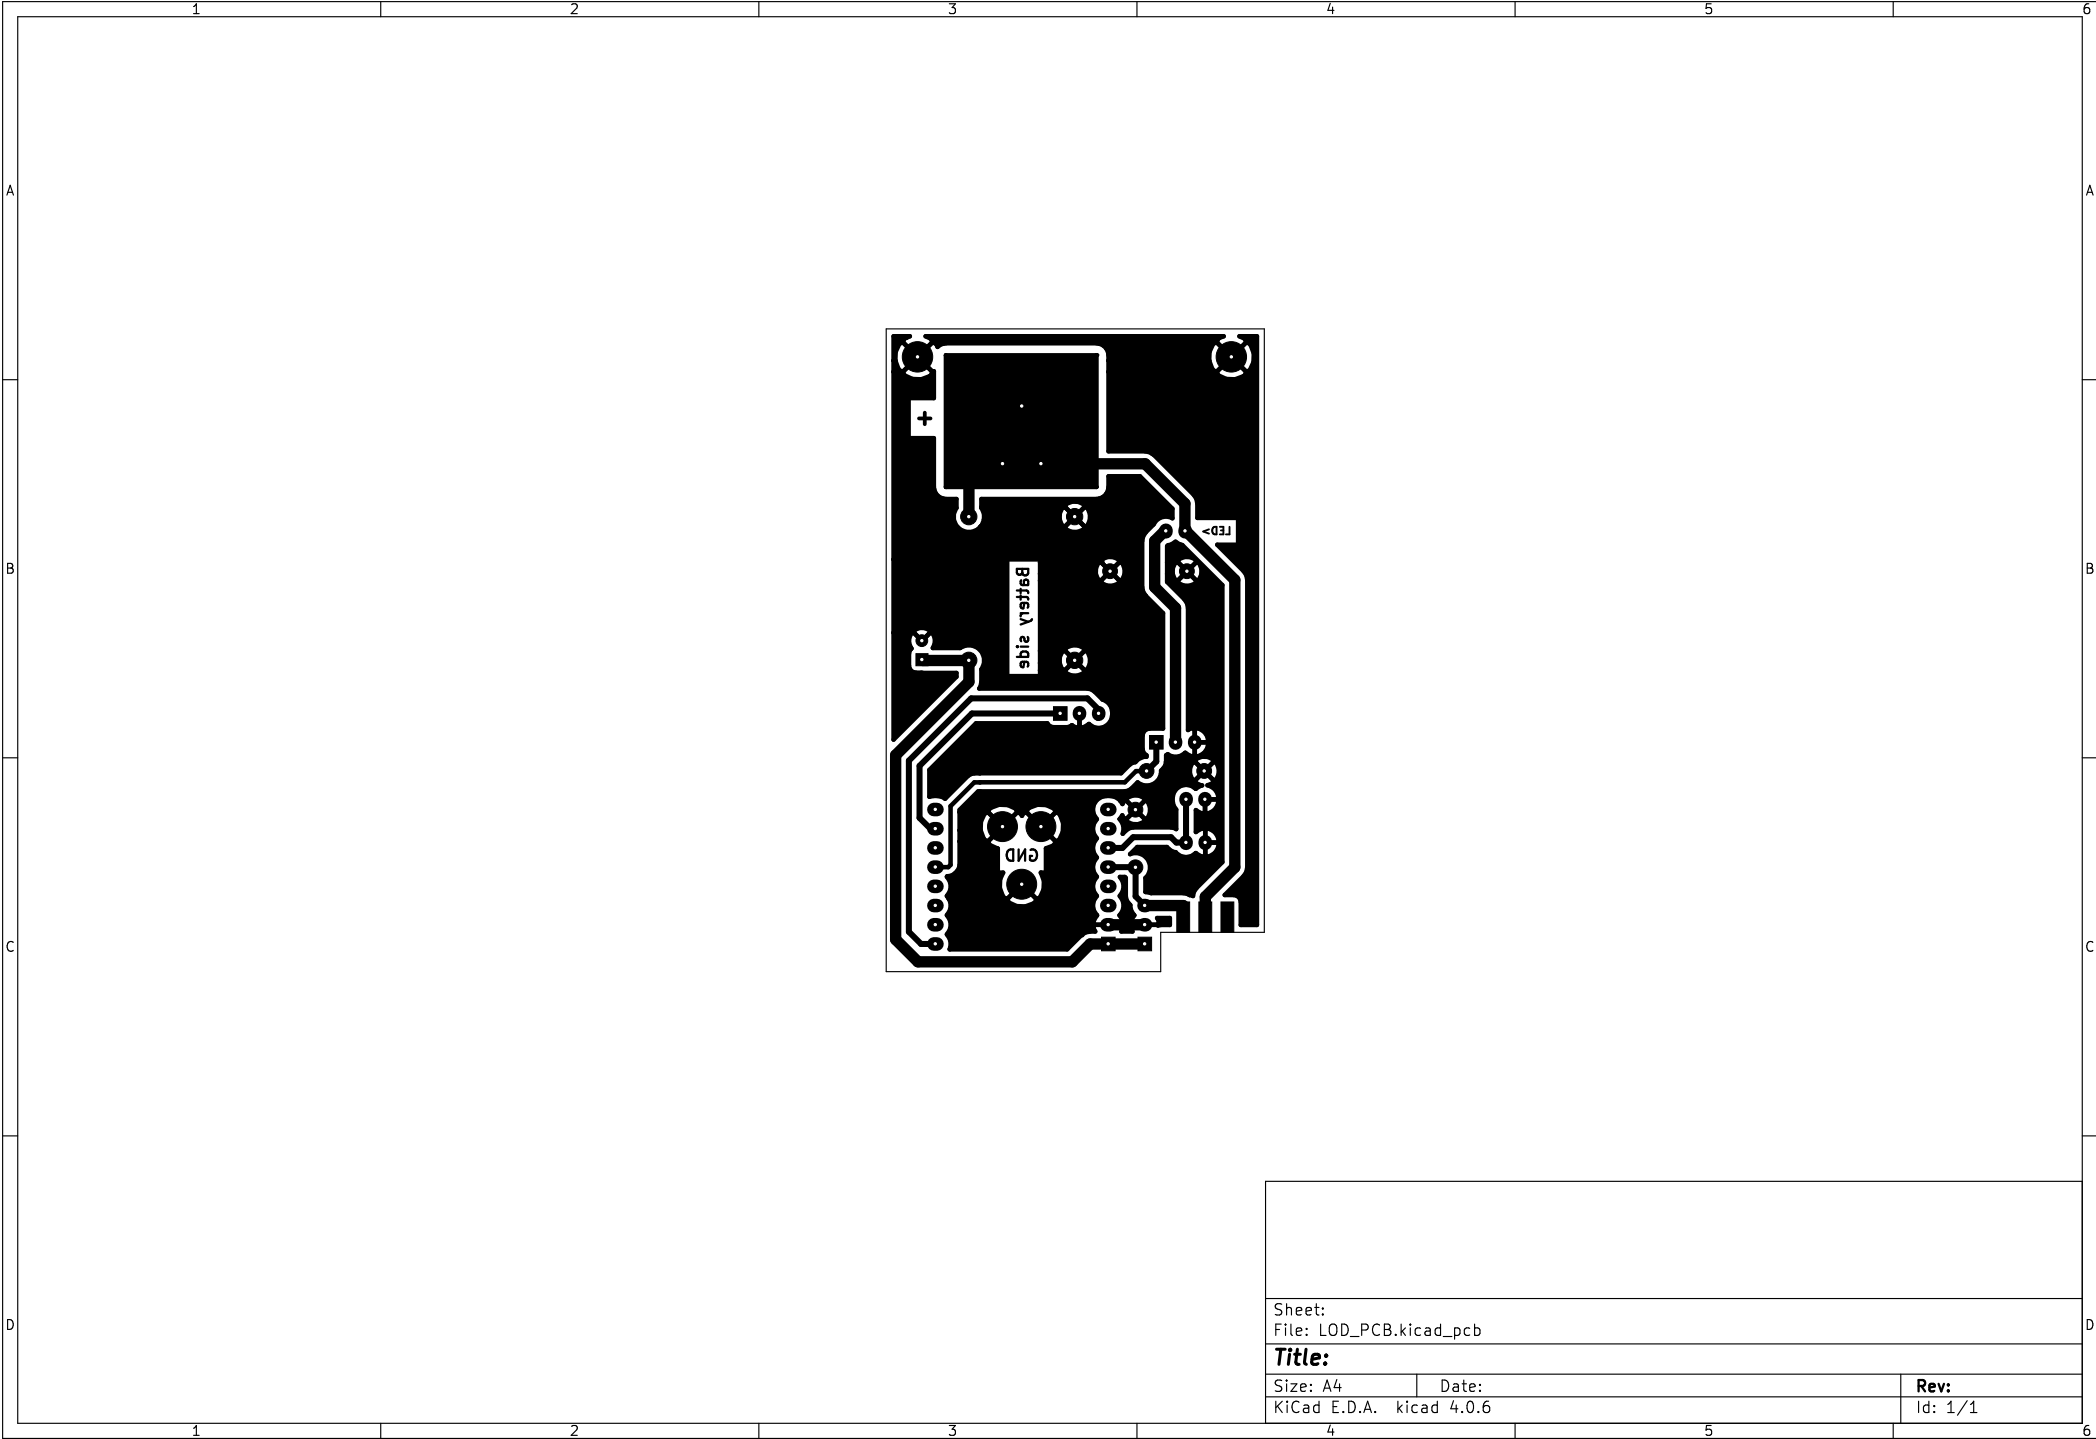 1 2 3 4 5 6
A A
+
LED>
B B
Battery side
GND
C C
Sheet:
File: LOD_PCB.kicad_pcb
D D
Title:
Size: A4 Date: Rev:
KiCad E.D.A. kicad 4.0.6 Id: 1/1
1 2 3 4 5 6